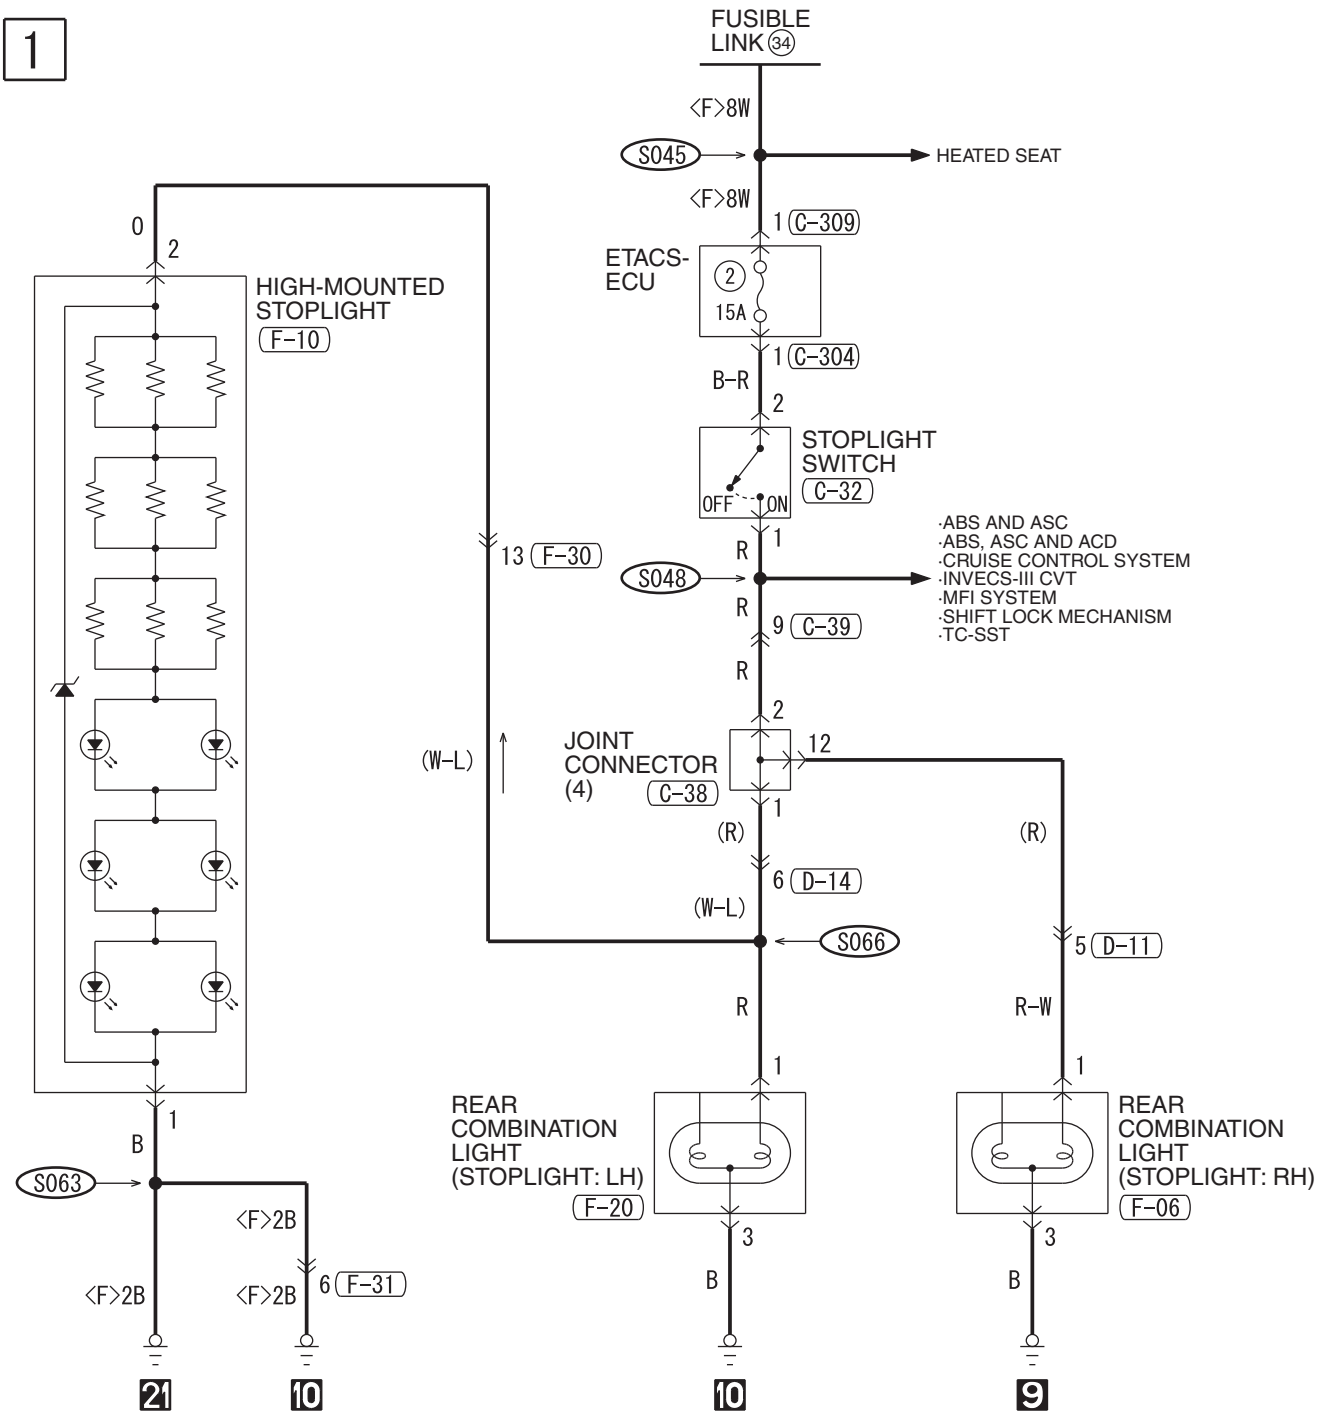 1
FUSIBLE
LINK 34
<F>8W
S045
HEATED SEAT
<F>8W
1 C-309
ETACS-
ECU
2
15A
1 C-304
B-R
2
STOPLIGHT
SWITCH
C-32
OFF ON
1
R
S048
·ABS AND ASC
·ABS, ASC AND ACD
·CRUISE CONTROL SYSTEM
·INVECS-III CVT
·MFI SYSTEM
·SHIFT LOCK MECHANISM
·TC-SST
R
9 C-39
R
2
JOINT
CONNECTOR
(4)
C-38
12
1
(R)
(R)
6 D-14
(W-L)
S066
5 D-11
R
R-W
1
1
REAR
COMBINATION
LIGHT
(STOPLIGHT: LH)
F-20
REAR
COMBINATION
LIGHT
(STOPLIGHT: RH)
F-06
3
3
B
B
10
9
0
2
HIGH-MOUNTED
STOPLIGHT
F-10
13 F-30
(W-L)
1
B
S063
<F>2B
6 F-31
<F>2B
<F>2B
21
10